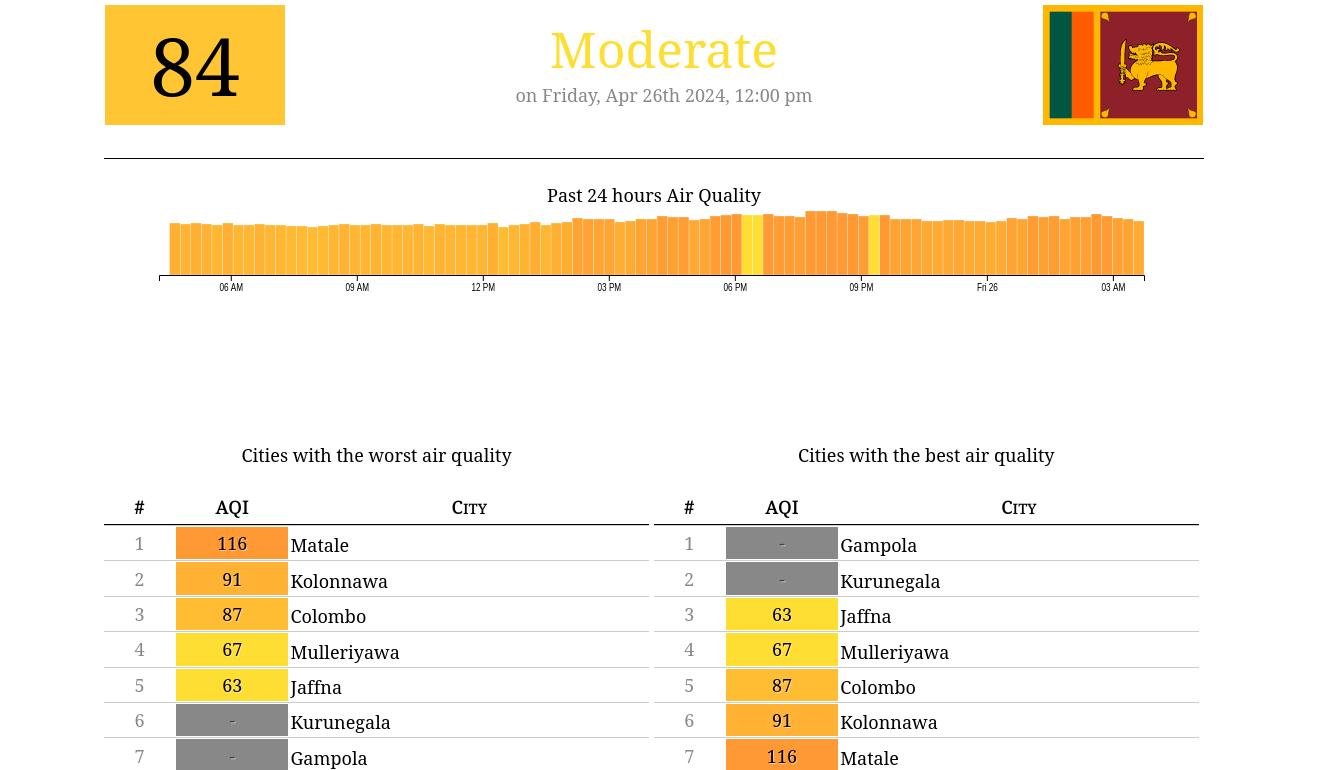 84
Moderate
on Friday, Apr 26th 2024, 12:00 pm
Past 24 hours Air Quality
06 AM 09 AM 12 PM 03 PM 06 PM 09 PM Fri 26 03 AM
Cities with the worst air quality
# AQI City
1 116 Matale
2 91 Kolonnawa
3 87 Colombo
4 67 Mulleriyawa
5 63 Jaffna
6 - Kurunegala
7 - Gampola
Cities with the best air quality
# AQI City
1 - Gampola
2 - Kurunegala
3 63 Jaffna
4 67 Mulleriyawa
5 87 Colombo
6 91 Kolonnawa
7 116 Matale